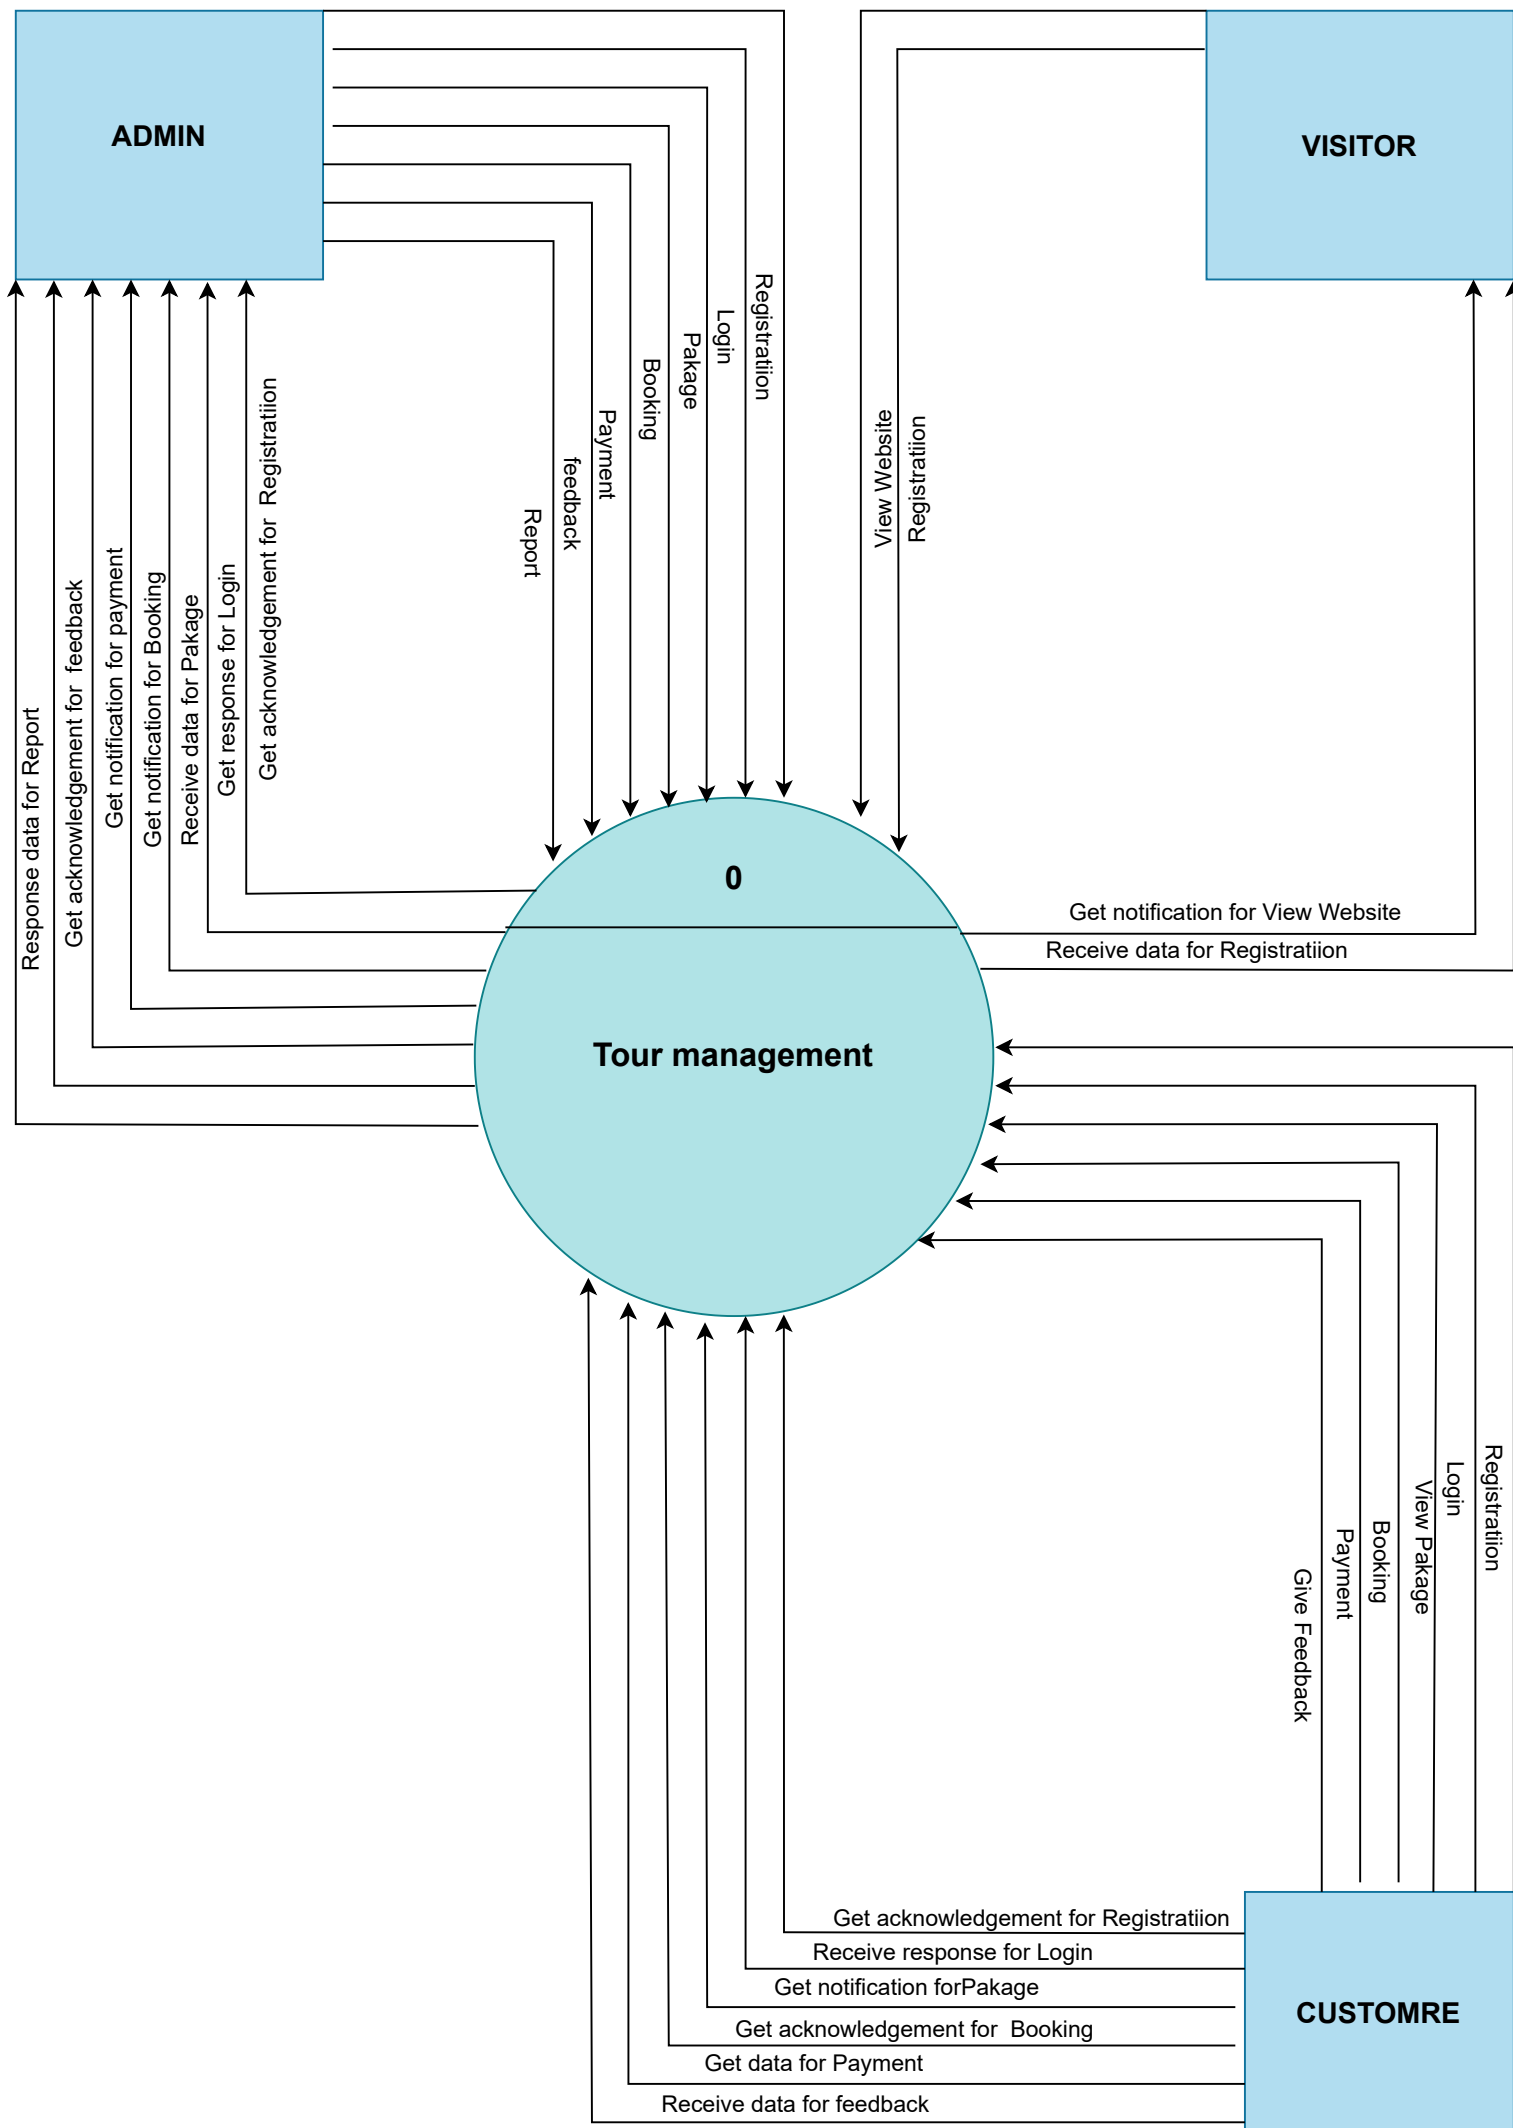 ADMIN
VISITOR
Registratiion
Login
Pakage
Booking
Payment
feedback
Report
View Website
Registratiion
Response data for Report
Get acknowledgement for feedback
Get notification for payment
Get notification for Booking
Receive data for Pakage
Get response for Login
Get acknowledgement for Registratiion
0
Tour management
Get notification for View Website
Receive data for Registratiion
Registratiion
Login
View Pakage
Booking
Payment
Give Feedback
Get acknowledgement for Registratiion
Receive response for Login
Get notification forPakage
Get acknowledgement for Booking
Get data for Payment
Receive data for feedback
CUSTOMRE